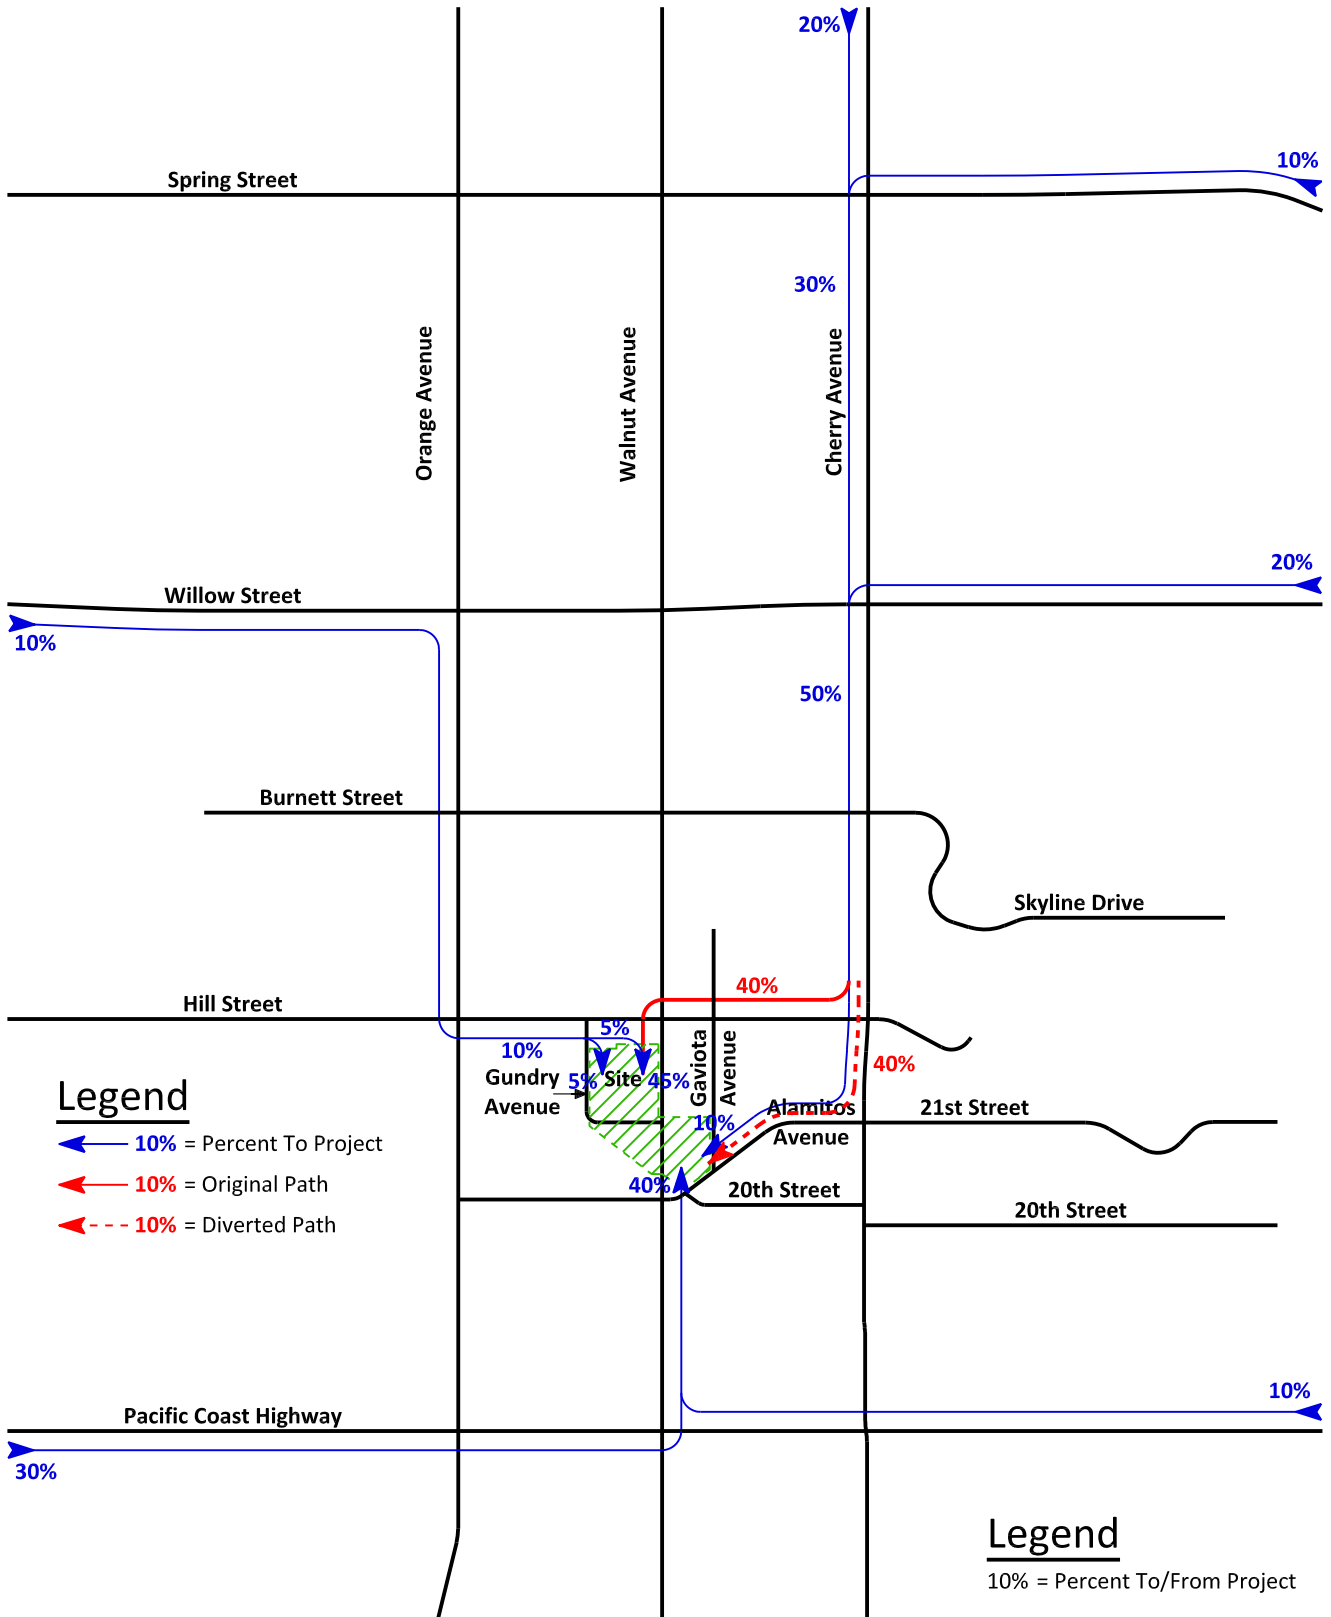 20%
10%
Spring Street
30%
Orange Avenue
Walnut Avenue
Cherry Avenue
20%
Willow Street
10%
50%
Burnett Street
Skyline Drive
40%
Hill Street
5%
10%
Gundry
Avenue
5%
Site
45%
Gaviota
Avenue
40%
Alamitos
Avenue
21st Street
10%
40%
20th Street
20th Street
Legend
10% = Percent To Project
10% = Original Path
10% = Diverted Path
10%
Pacific Coast Highway
30%
Legend
10% = Percent To/From Project